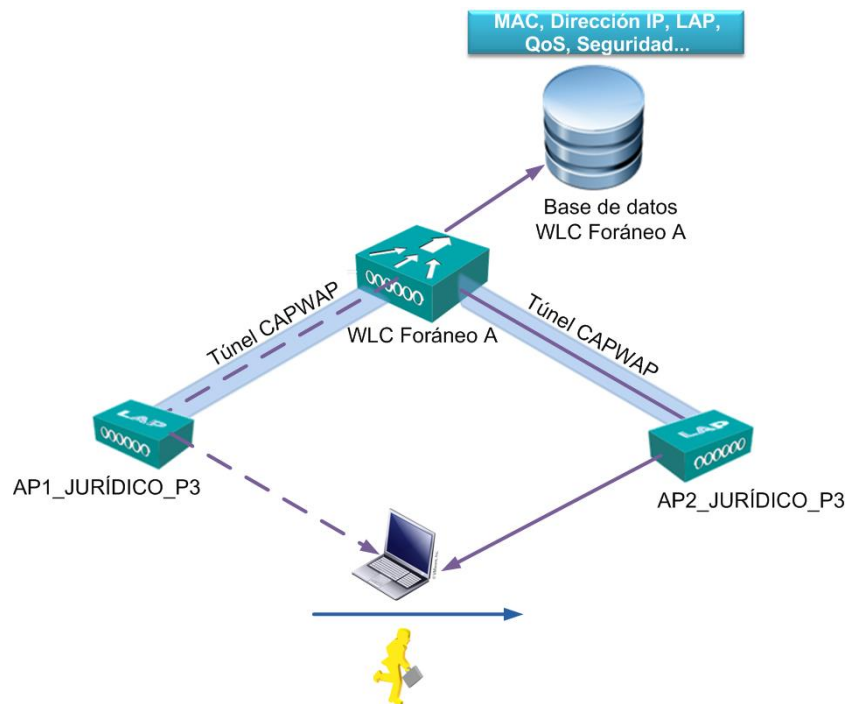 MAC, Dirección IP, LAP,
QoS, Seguridad...
Base de datos
WLC Foráneo A
Túnel CAPWAP
Túnel CAPWAP
WLC Foráneo A
LAP
LAP
AP1_JURÍDICO_P3
AP2_JURÍDICO_P3